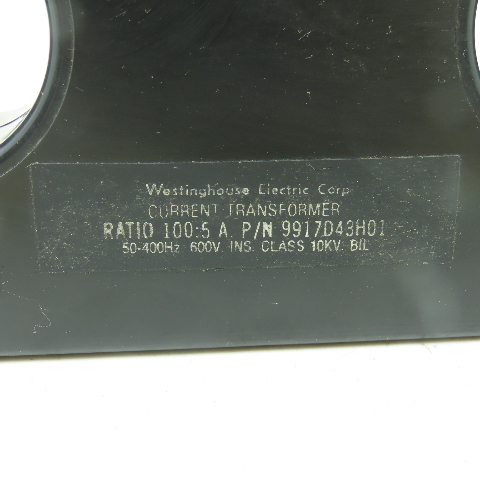 Westinghouse Electric Corp
CURRENT TRANSFORMER
RATIO 100:5 A P/N 9917D43H01
50-400Hz 600V. INS. CLASS 10KV. BIL